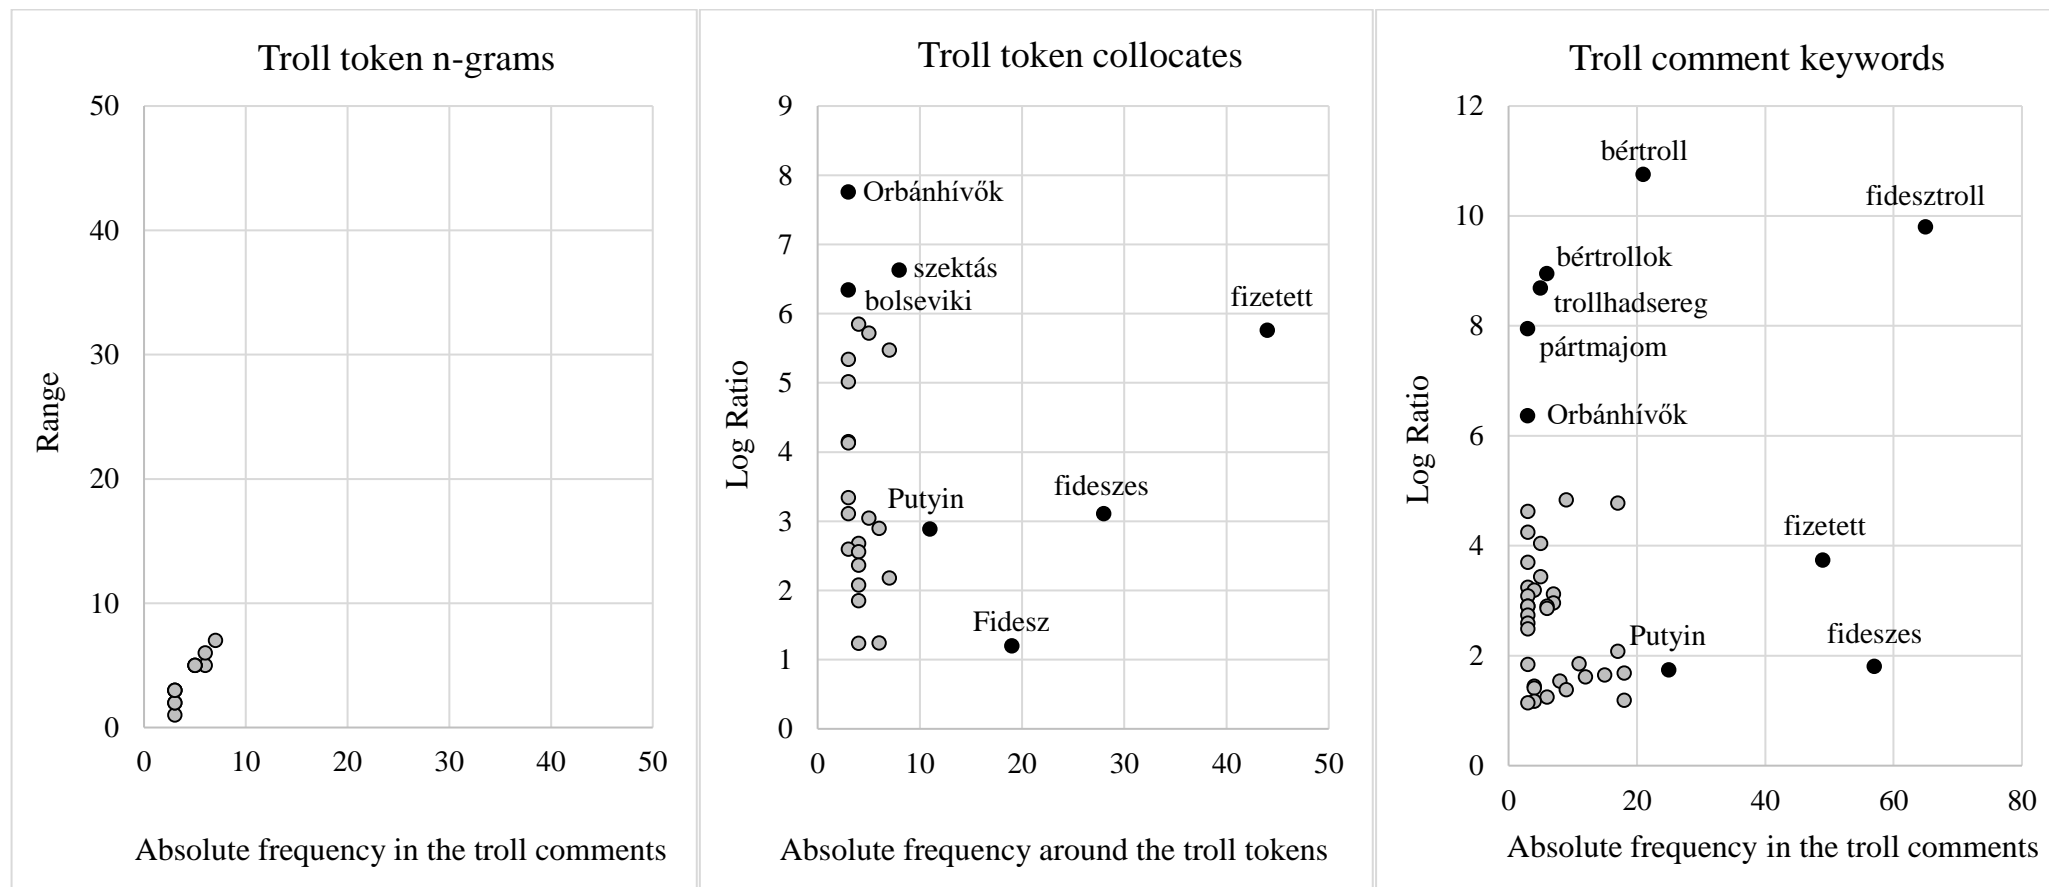 Troll token n-grams
50
40
30
20
10
0
Range
0 10 20 30 40 50
Absolute frequency in the troll comments
Troll token collocates
9
8
7
6
5
4
3
2
1
0
Log Ratio
Orbánhívők
szektás
bolseviki
fizetett
fideszes
Putyin
Fidesz
0 10 20 30 40 50
Absolute frequency around the troll tokens
Troll comment keywords
12
10
8
6
4
2
0
Log Ratio
bértroll
fidesztroll
bértrollok
trollhadsereg
pártmajom
Orbánhívők
fizetett
Putyin
fideszes
0 20 40 60 80
Absolute frequency in the troll comments